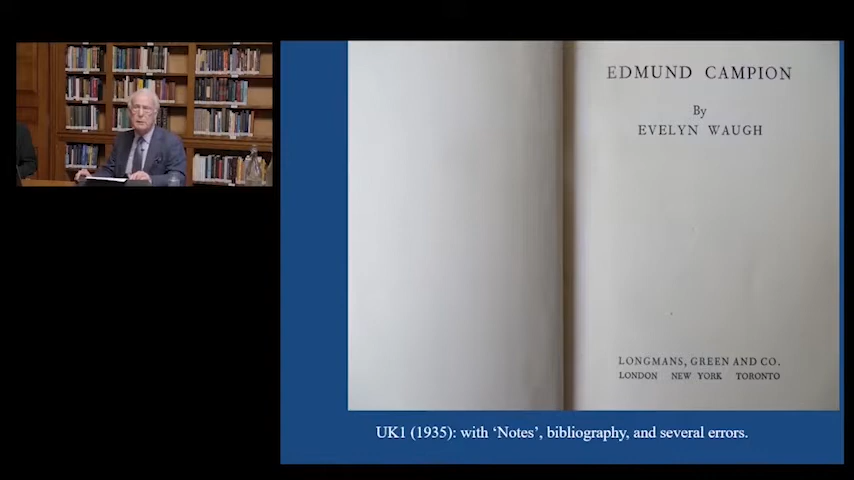 EDMUND CAMPION
By
EVELYN WAUGH
LONGMANS, GREEN AND CO.
LONDON NEW YORK TORONTO
UK1 (1935): with ‘Notes’, bibliography, and several errors.